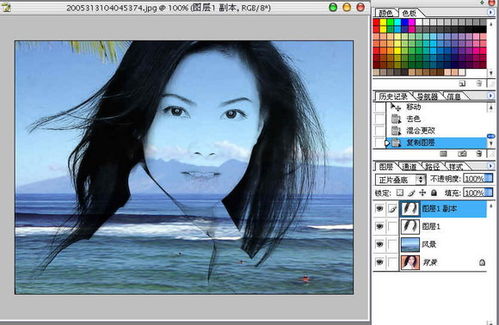 2005313104045374.jpg @ 100% (图层1 副本, RGB/8*)
颜色 色板
历史记录 导航器 信息
移动
去色
混合更改
复制图层
图层 通道 路径 样式
正片叠底 不透明度: 100%
锁定: 填充: 100%
图层1 副本
图层1
风景
背景